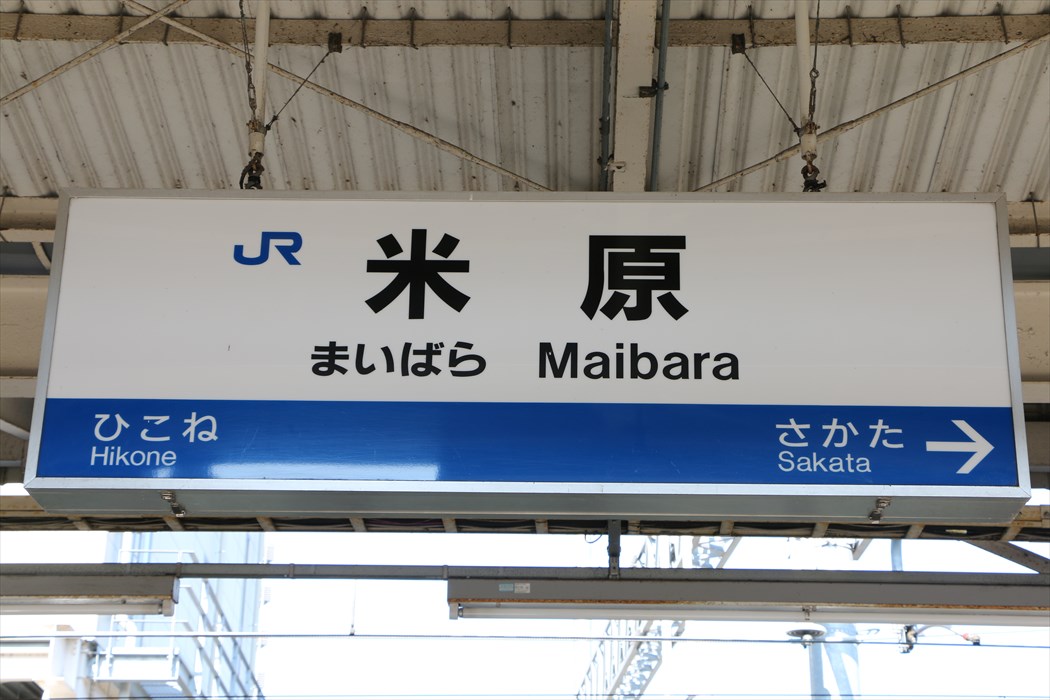 JR 米原
まいばら Maibara
ひこね さかた →
Hikone Sakata